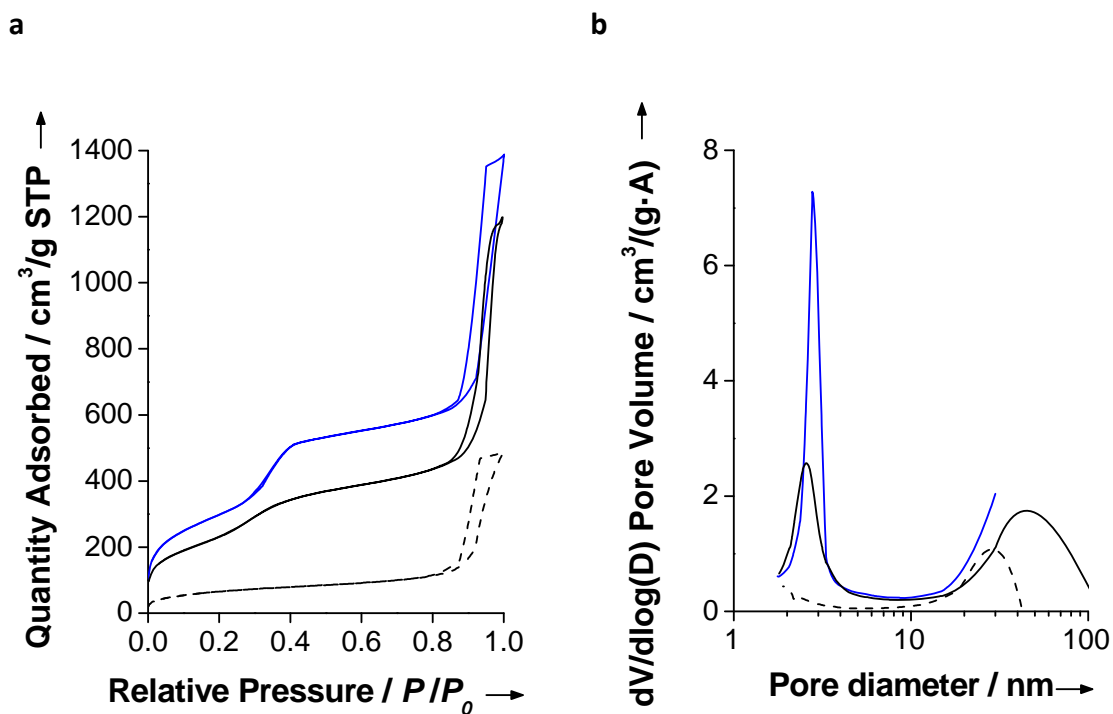 a
b
Quantity Adsorbed / cm³/g STP →
1400
1200
1000
800
600
400
200
0
0.0 0.2 0.4 0.6 0.8 1.0
Relative Pressure / P/P₀ →
dV/dlog(D) Pore Volume / cm³/(g·A) →
8
6
4
2
0
1 10 100
Pore diameter / nm→